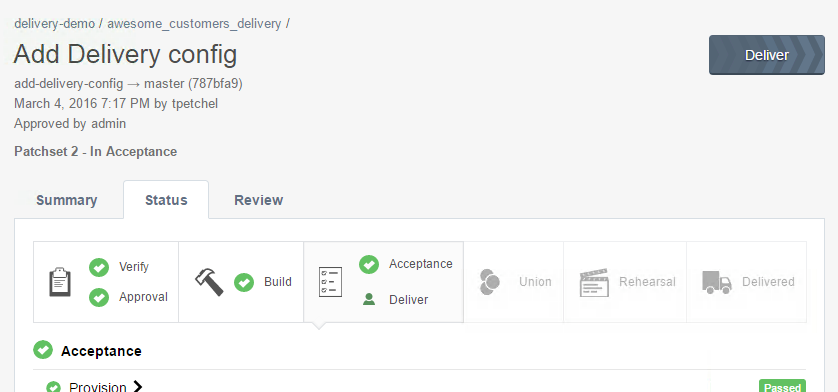 delivery-demo / awesome_customers_delivery /
Add Delivery config
Deliver
add-delivery-config → master (787bfa9)
March 4, 2016 7:17 PM by tpetchel
Approved by admin
Patchset 2 - In Acceptance
Summary Status Review
Verify
Approval
Build
Acceptance
Deliver
Union
Rehearsal
Delivered
Acceptance
Provision
Passed